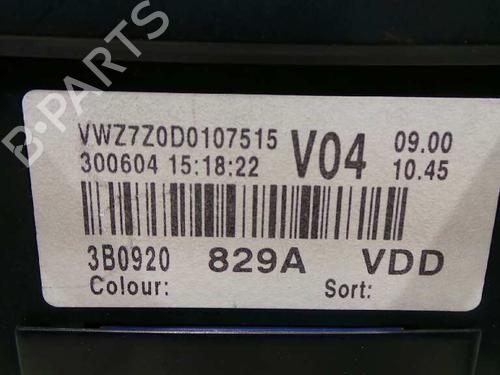 VWZ7Z0D0107515 V04 09.00
300604 15:18:22 10.45
3B0920 829A VDD
Colour: Sort:
B-PARTS